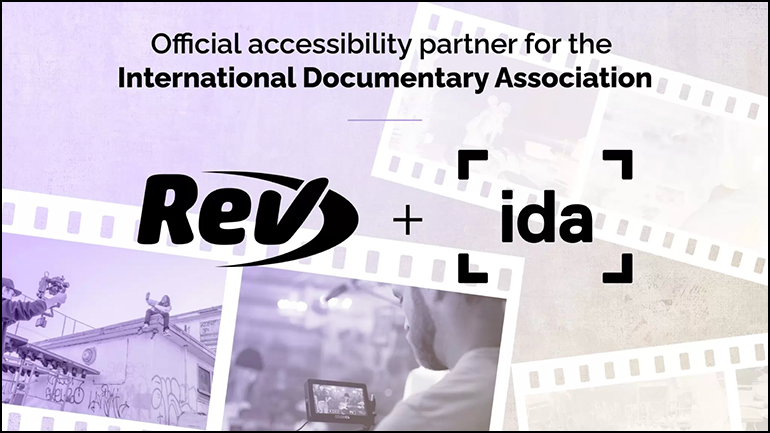 Official accessibility partner for the
International Documentary Association
Rev + ida